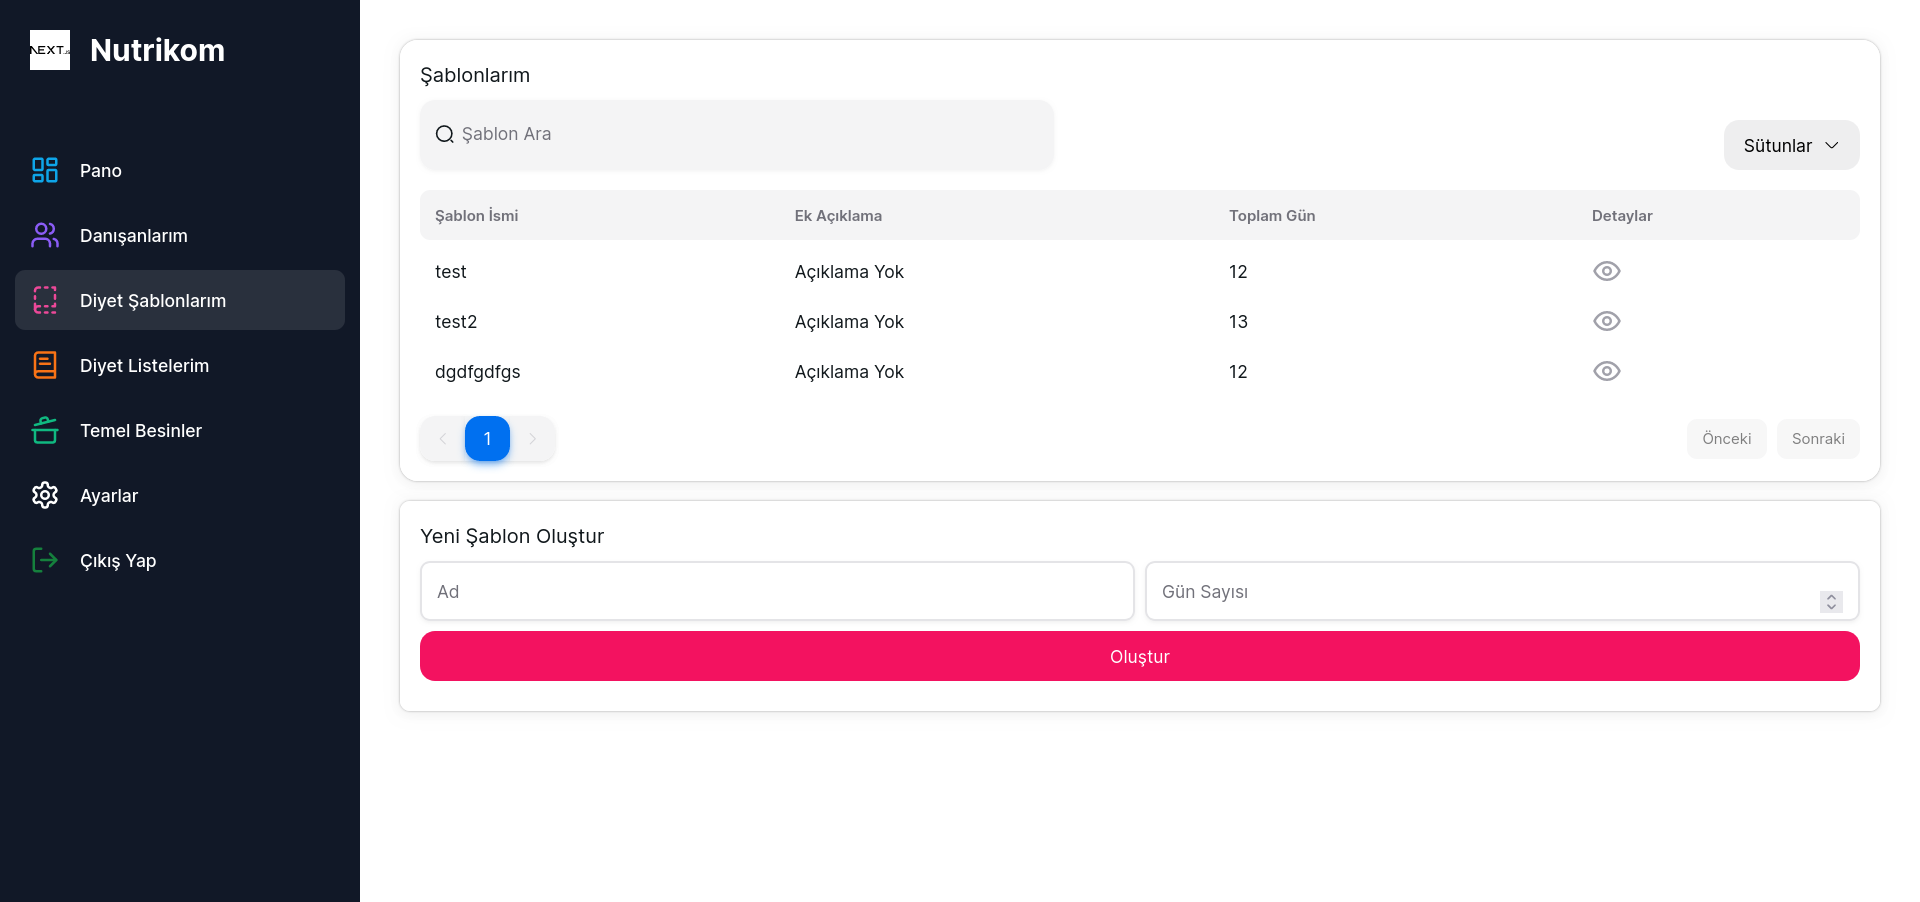 NEXT.JS
Nutrikom
Pano
Danışanlarım
Diyet Şablonlarım
Diyet Listelerim
Temel Besinler
Ayarlar
Çıkış Yap
Şablonlarım
Şablon Ara
Sütunlar
Şablon İsmi Ek Açıklama Toplam Gün Detaylar
test Açıklama Yok 12
test2 Açıklama Yok 13
dgdfgdfgs Açıklama Yok 12
1
Önceki Sonraki
Yeni Şablon Oluştur
Ad Gün Sayısı
Oluştur